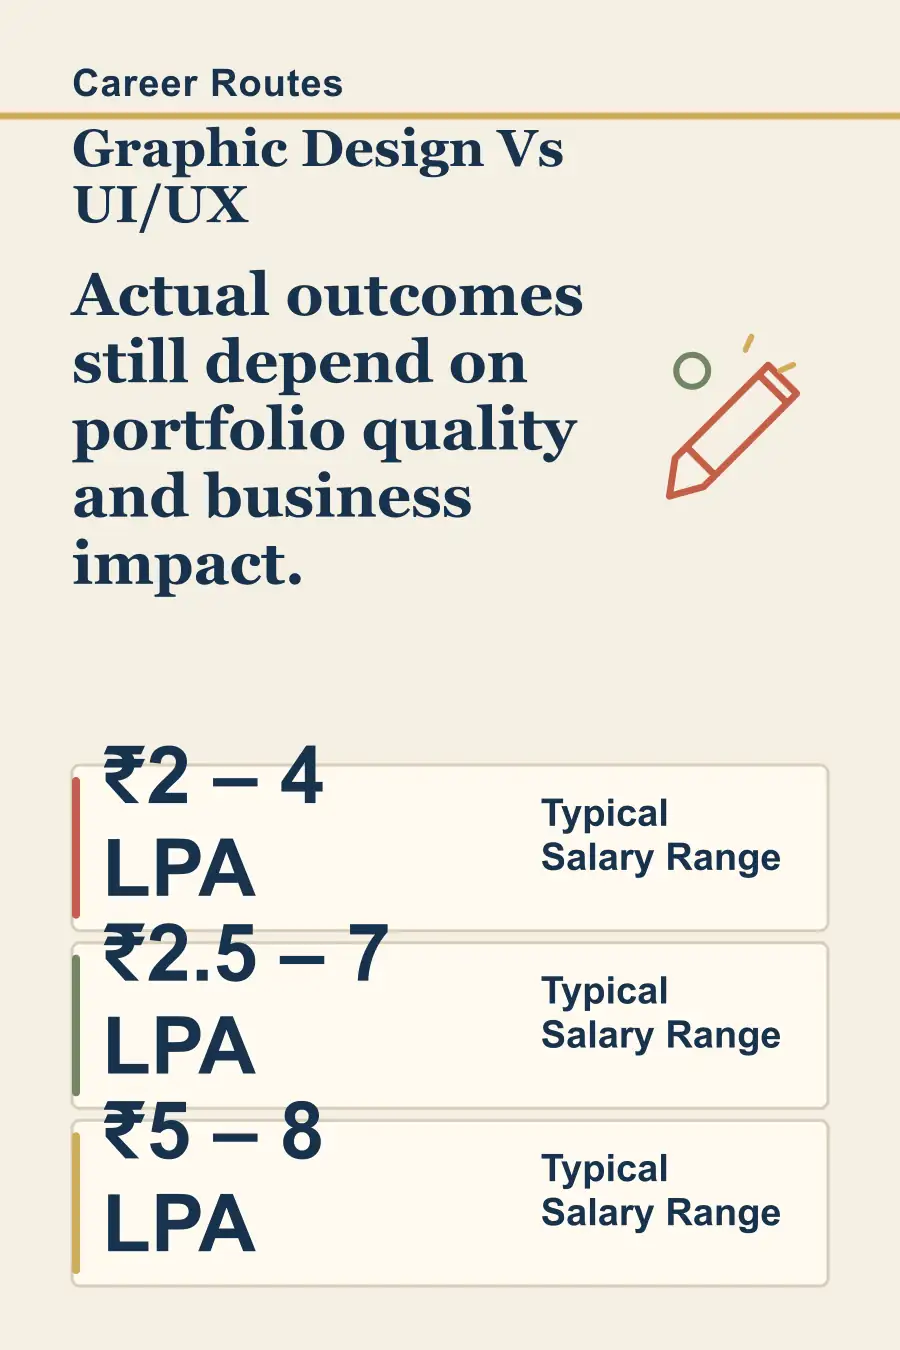 Career Routes
Graphic Design Vs
UI/UX
Actual outcomes
still depend on
portfolio quality
and business
impact.
₹2 – 4
LPA
Typical
Salary Range
₹2.5 – 7
LPA
Typical
Salary Range
₹5 – 8
LPA
Typical
Salary Range